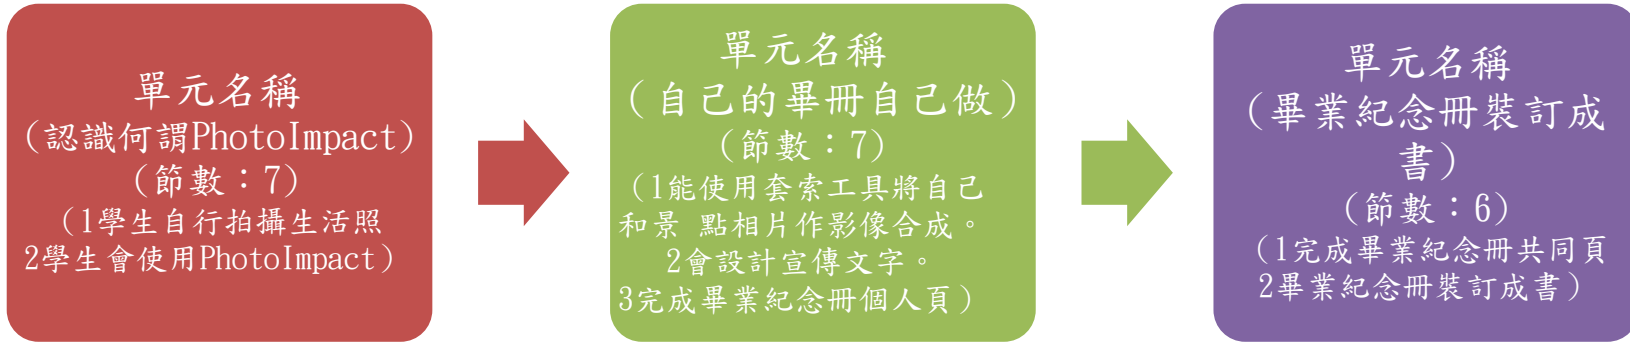 單元名稱
（認識何謂PhotoImpact）
（節數：7）
（1學生自行拍攝生活照
2學生會使用PhotoImpact）
單元名稱
（自己的畢冊自己做）
（節數：7）
（1能使用套索工具將自己
和景 點相片作影像合成。
2會設計宣傳文字。
3完成畢業紀念冊個人頁）
單元名稱
（畢業紀念冊裝訂成
書）
（節數：6）
（1完成畢業紀念冊共同頁
2畢業紀念冊裝訂成書）